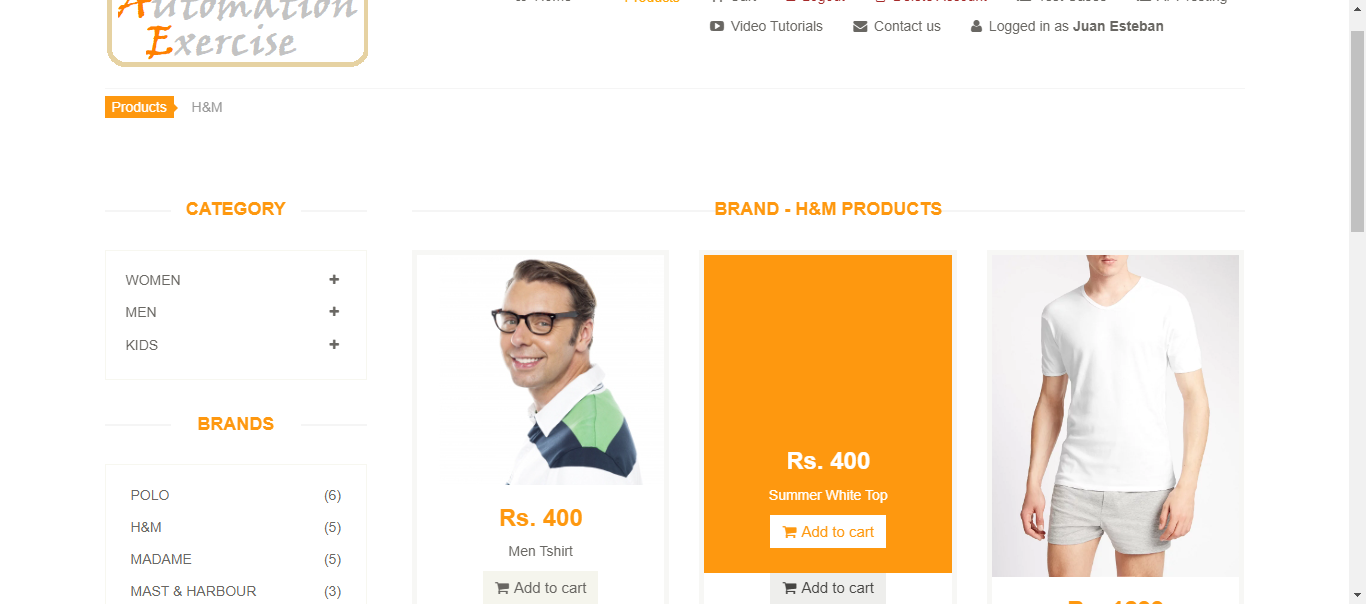 Automation
Exercise
Home
Products
Cart
Logout
Delete Account
Test Cases
API Testing
Video Tutorials
Contact us
Logged in as Juan Esteban
Products
H&M
CATEGORY
WOMEN
MEN
KIDS
BRANDS
POLO (6)
H&M (5)
MADAME (5)
MAST & HARBOUR (3)
BRAND - H&M PRODUCTS
Rs. 400
Men Tshirt
Add to cart
Rs. 400
Summer White Top
Add to cart
Add to cart